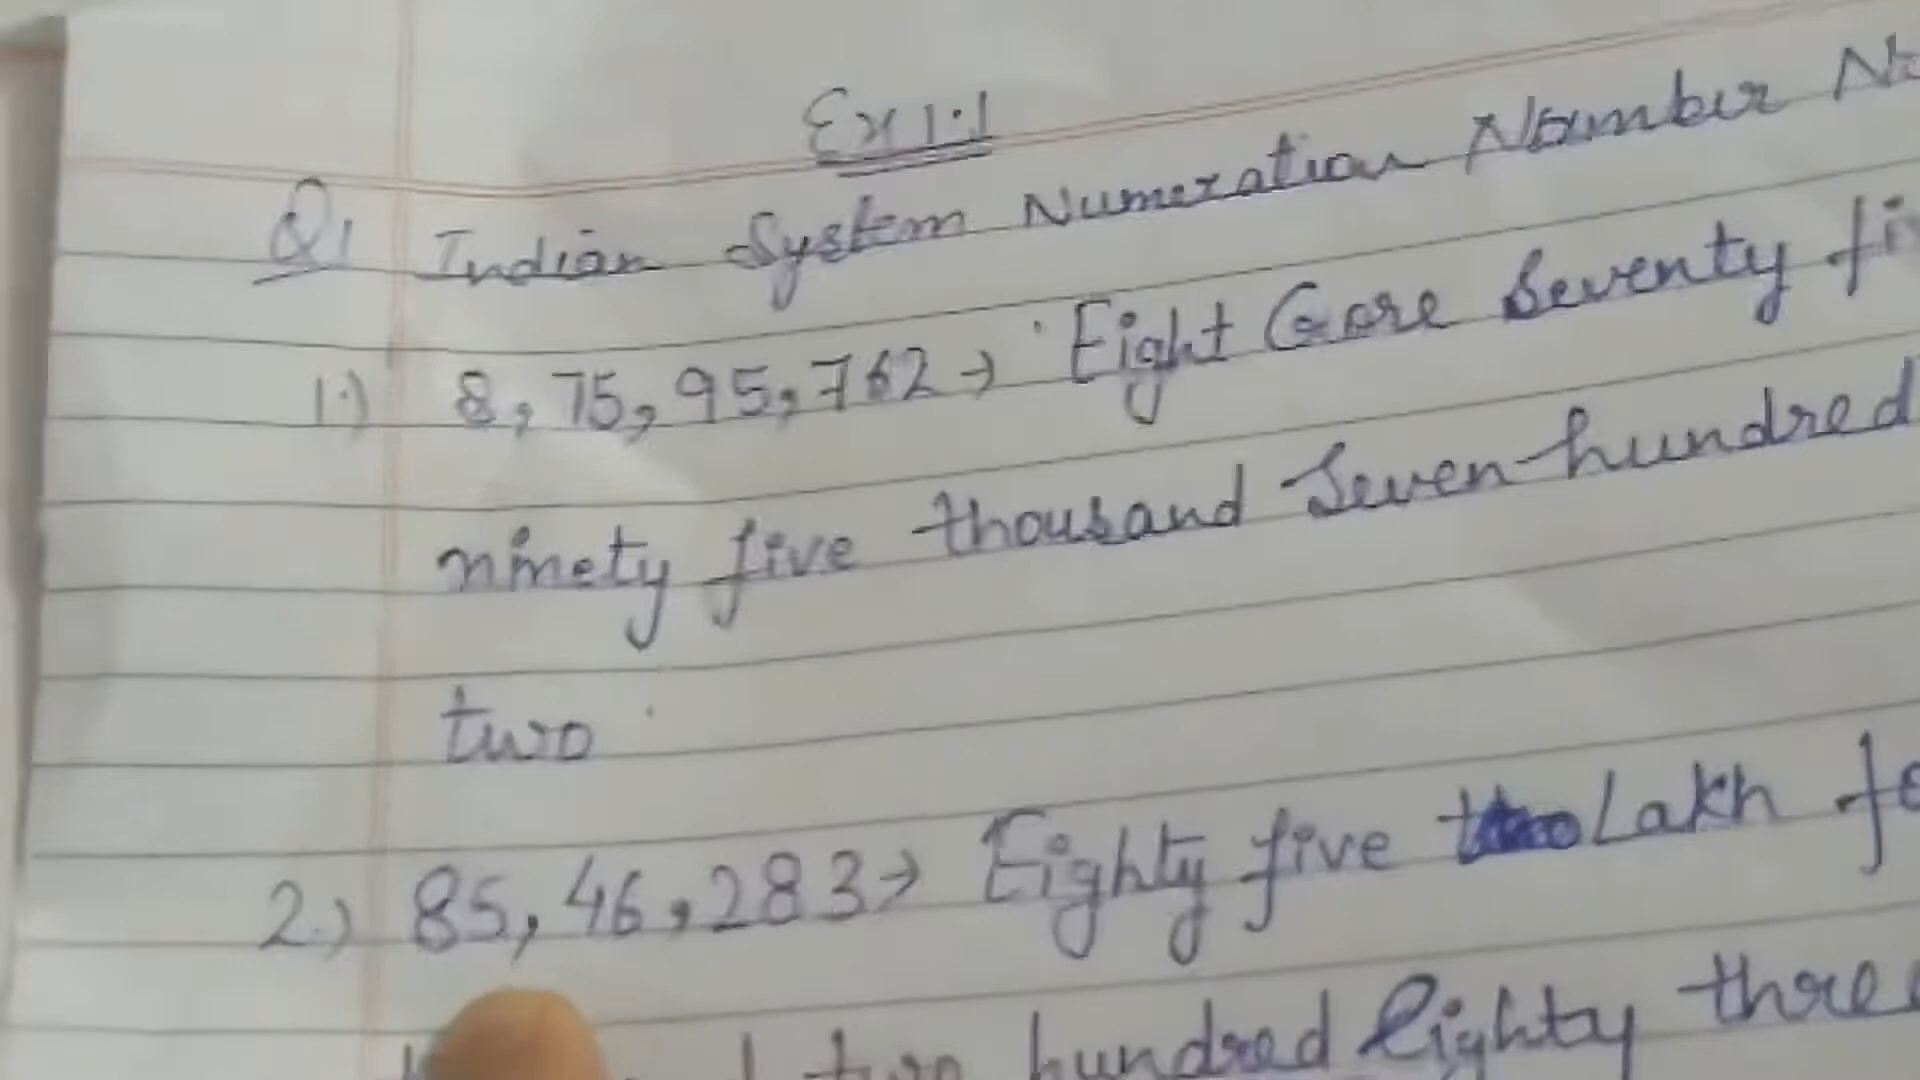 Ex 1.1
Q1 Indian System Numeration Number
1.) 8,75,95,762 → Eight Crore Seventy
ninety five thousand Seven hundred
two
2.) 85,46,283 → Eighty five Lakh
two hundred Eighty three